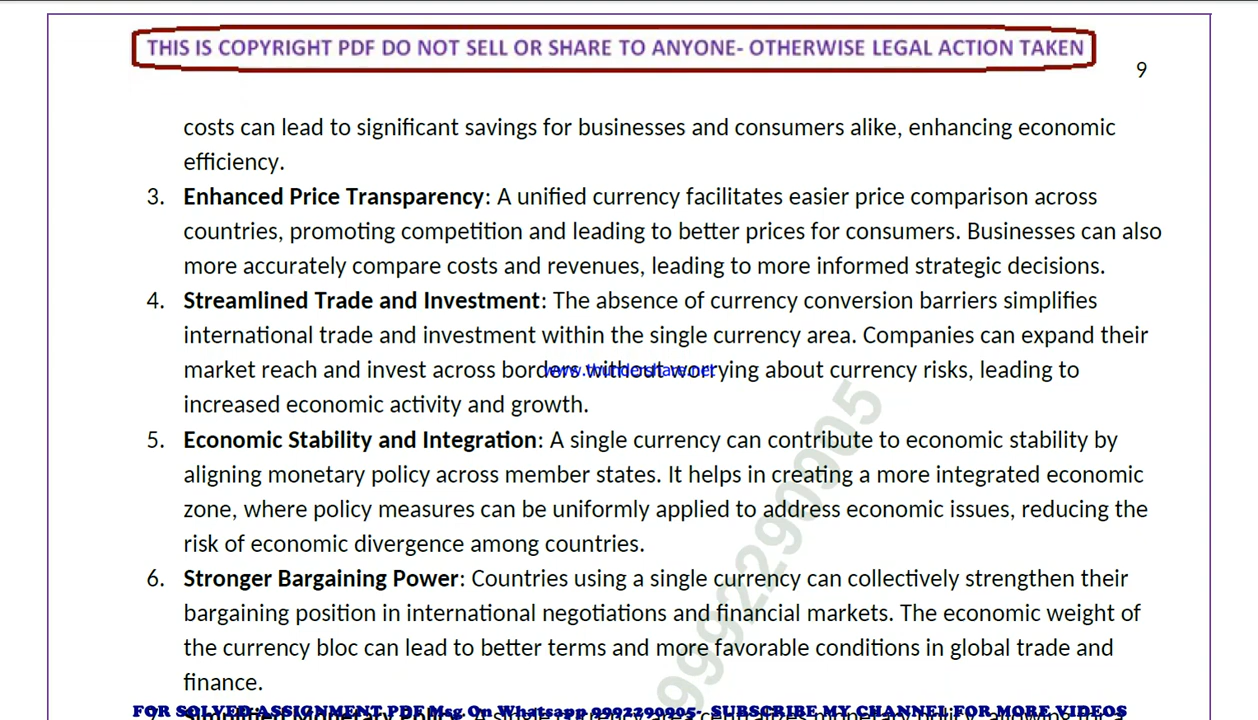 THIS IS COPYRIGHT PDF DO NOT SELL OR SHARE TO ANYONE- OTHERWISE LEGAL ACTION TAKEN
9
costs can lead to significant savings for businesses and consumers alike, enhancing economic
efficiency.
3. Enhanced Price Transparency: A unified currency facilitates easier price comparison across
countries, promoting competition and leading to better prices for consumers. Businesses can also
more accurately compare costs and revenues, leading to more informed strategic decisions.
4. Streamlined Trade and Investment: The absence of currency conversion barriers simplifies
international trade and investment within the single currency area. Companies can expand their
market reach and invest across borders without worrying about currency risks, leading to
www.thundershare.net
increased economic activity and growth.
5. Economic Stability and Integration: A single currency can contribute to economic stability by
aligning monetary policy across member states. It helps in creating a more integrated economic
zone, where policy measures can be uniformly applied to address economic issues, reducing the
risk of economic divergence among countries.
6. Stronger Bargaining Power: Countries using a single currency can collectively strengthen their
bargaining position in international negotiations and financial markets. The economic weight of
the currency bloc can lead to better terms and more favorable conditions in global trade and
finance.
9992290905
FOR SOLVED ASSIGNMENT PDF Msg On Whatsapp 9992290905- SUBSCRIBE MY CHANNEL FOR MORE VIDEOS